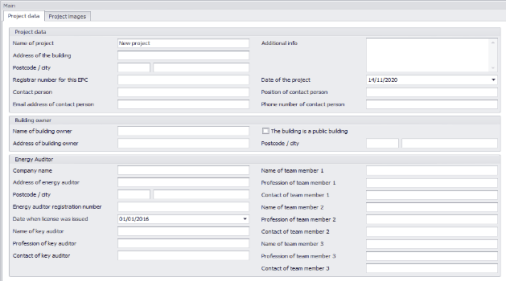 Main
Project data Project images
Project data
Name of project New project Additional info
Address of the building
Postcode / city
Registrar number for this EPC Date of the project 14/11/2020
Contact person Position of contact person
Email address of contact person Phone number of contact person
Building owner
Name of building owner The building is a public building
Address of building owner Postcode / city
Energy Auditor
Company name Name of team member 1
Address of energy auditor Profession of team member 1
Postcode / city Contact of team member 1
Energy auditor registration number Name of team member 2
Date when license was issued 01/01/2016 Profession of team member 2
Name of key auditor Contact of team member 2
Profession of key auditor Name of team member 3
Contact of key auditor Profession of team member 3
Contact of team member 3